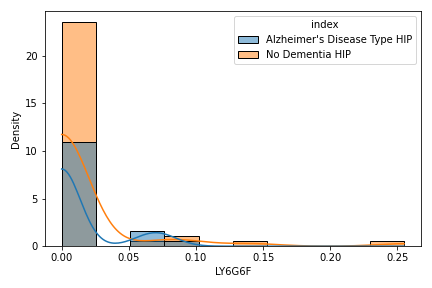 index
Alzheimer's Disease Type HIP
No Dementia HIP
Density
20
15
10
5
0
0.00 0.05 0.10 0.15 0.20 0.25
LY6G6F